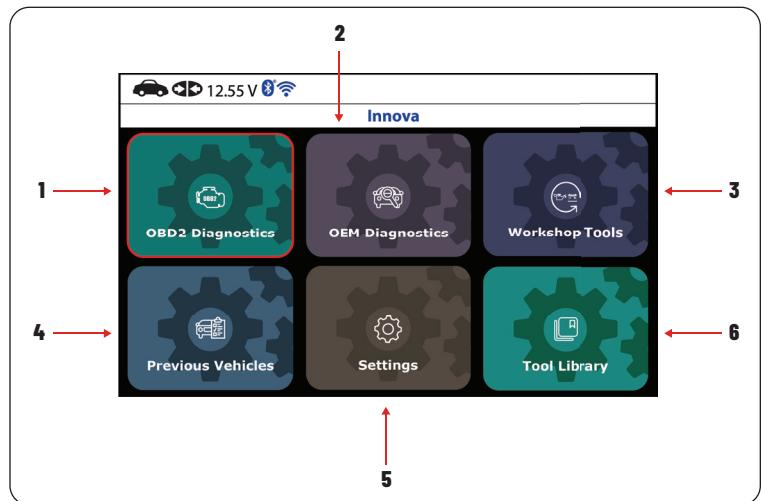 2
12.55 V
Innova
1
OBD2
OBD2 Diagnostics
OEM Diagnostics
Workshop Tools
3
4
Previous Vehicles
Settings
Tool Library
6
5